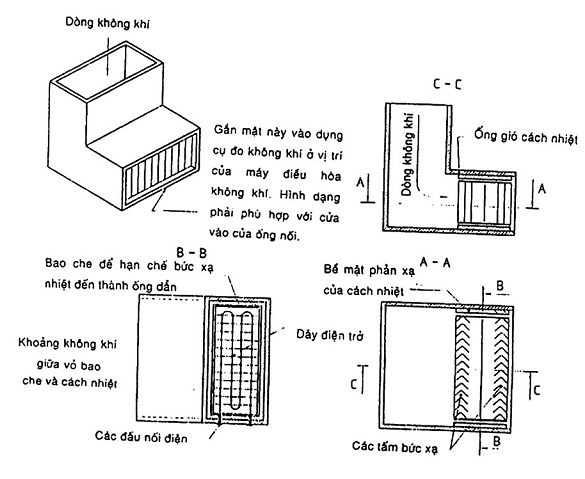 Dòng không khí
Gắn mặt này vào dụng
cụ đo không khí ở vị trí
của máy điều hòa
không khí. Hình dạng
phải phù hợp với cửa
vào của ống nối.
C - C
Ống gió cách nhiệt
Dòng không khí
A
A
B - B
Bao che để hạn chế bức xạ
nhiệt đến thành ống dẫn
Khoảng không khí
giữa vỏ bao
che và cách nhiệt
Các đấu nối điện
Dây điện trở
A - A
Bề mặt phản xạ
của cách nhiệt
B
C
C
B
Các tấm bức xạ